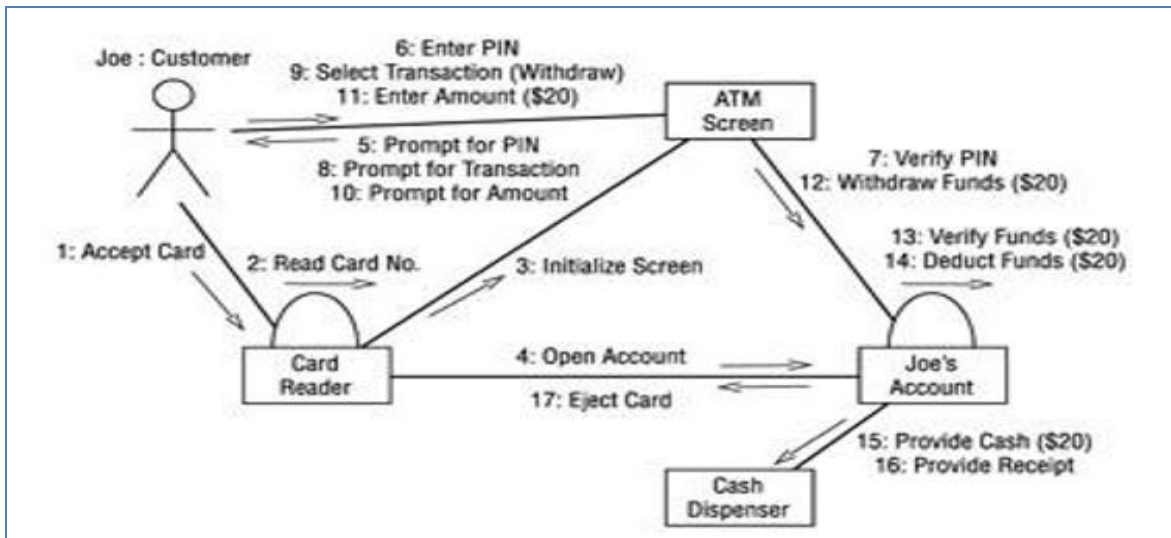 Joe : Customer
6: Enter PIN
9: Select Transaction (Withdraw)
11: Enter Amount ($20)
ATM
Screen
5: Prompt for PIN
8: Prompt for Transaction
10: Prompt for Amount
7: Verify PIN
12: Withdraw Funds ($20)
1: Accept Card
2: Read Card No.
3: Initialize Screen
13: Verify Funds ($20)
14: Deduct Funds ($20)
Card
Reader
4: Open Account
17: Eject Card
Joe's
Account
15: Provide Cash ($20)
16: Provide Receipt
Cash
Dispenser